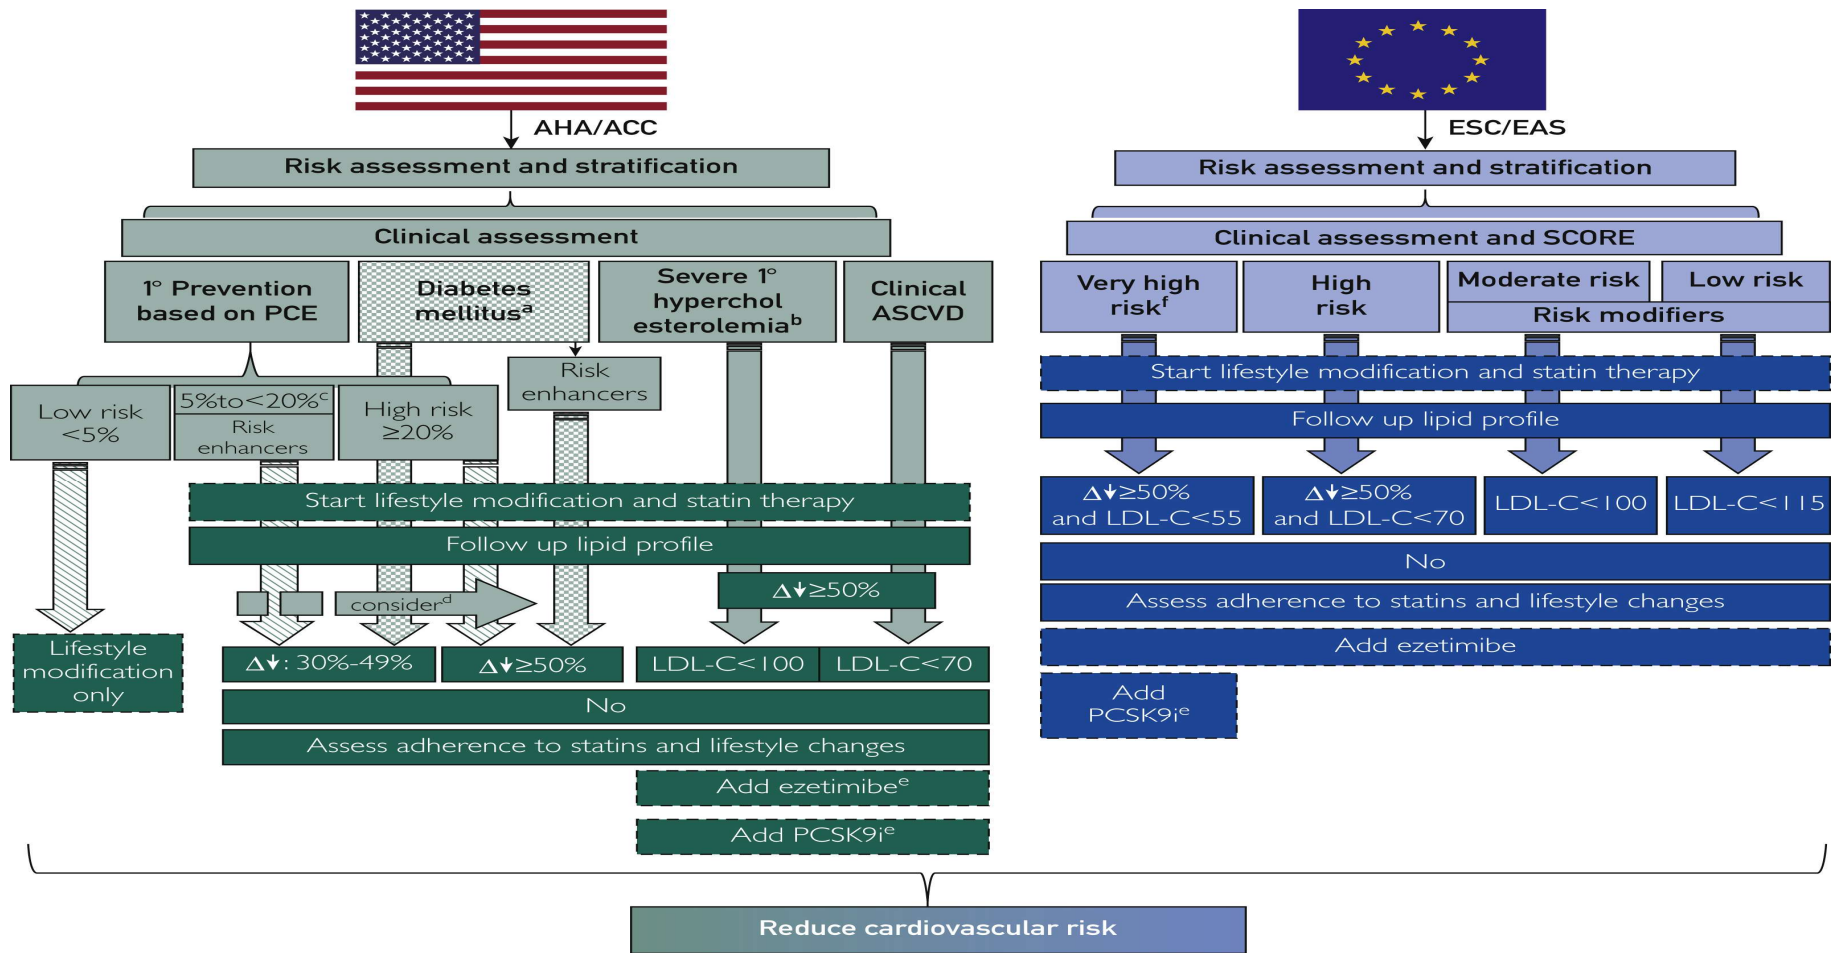 AHA/ACC
Risk assessment and stratification
Clinical assessment
1° Prevention
based on PCE
Diabetes
mellitusᵃ
Severe 1°
hyperchol
esterolemiaᵇ
Clinical
ASCVD
Risk
enhancers
Low risk
<5%
5%to<20%ᶜ
Risk
enhancers
High risk
≥20%
Start lifestyle modification and statin therapy
Follow up lipid profile
considerᵈ
Δ↓≥50%
Lifestyle
modification
only
Δ↓: 30%-49%
Δ↓≥50%
LDL-C<100
LDL-C<70
No
Assess adherence to statins and lifestyle changes
Add ezetimibeᵉ
Add PCSK9iᵉ
ESC/EAS
Risk assessment and stratification
Clinical assessment and SCORE
Very high
riskᶠ
High
risk
Moderate risk
Low risk
Risk modifiers
Start lifestyle modification and statin therapy
Follow up lipid profile
Δ↓≥50%
and LDL-C<55
Δ↓≥50%
and LDL-C<70
LDL-C<100
LDL-C<115
No
Assess adherence to statins and lifestyle changes
Add ezetimibe
Add
PCSK9iᵉ
Reduce cardiovascular risk